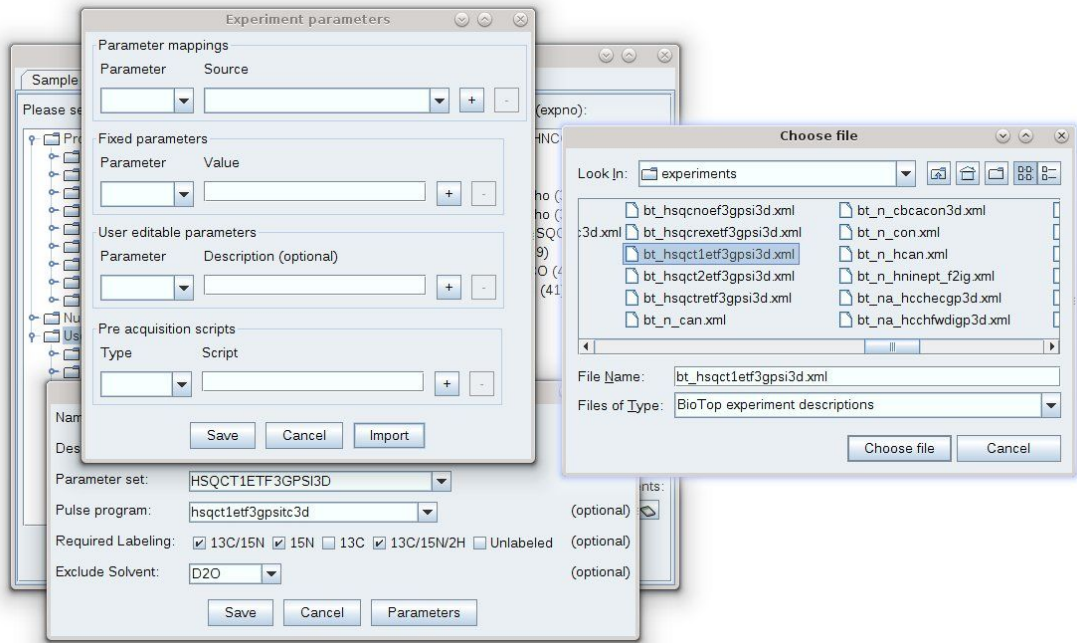 Experiment parameters
Parameter mappings
Parameter Source
+ -
Fixed parameters
Parameter Value
+ -
User editable parameters
Parameter Description (optional)
+ -
Pre acquisition scripts
Type Script
+ -
Save Cancel Import
Sample
Please se
(expno):
Choose file
Look In: experiments
bt_hsqcnoef3gpsi3d.xml bt_n_cbcacon3d.xml
:3d.xml bt_hsqcrexetf3gpsi3d.xml bt_n_con.xml
bt_hsqct1etf3gpsi3d.xml bt_n_hcan.xml
bt_hsqct2etf3gpsi3d.xml bt_n_hninept_f2ig.xml
bt_hsqctretf3gpsi3d.xml bt_na_hcchecgp3d.xml
bt_n_can.xml bt_na_hcchfwdigp3d.xml
File Name: bt_hsqct1etf3gpsi3d.xml
Files of Type: BioTop experiment descriptions
Choose file Cancel
Parameter set: HSQCT1ETF3GPSI3D
Pulse program: hsqct1etf3gpsitc3d (optional)
Required Labeling: 13C/15N 15N 13C 13C/15N/2H Unlabeled (optional)
Exclude Solvent: D2O (optional)
Save Cancel Parameters